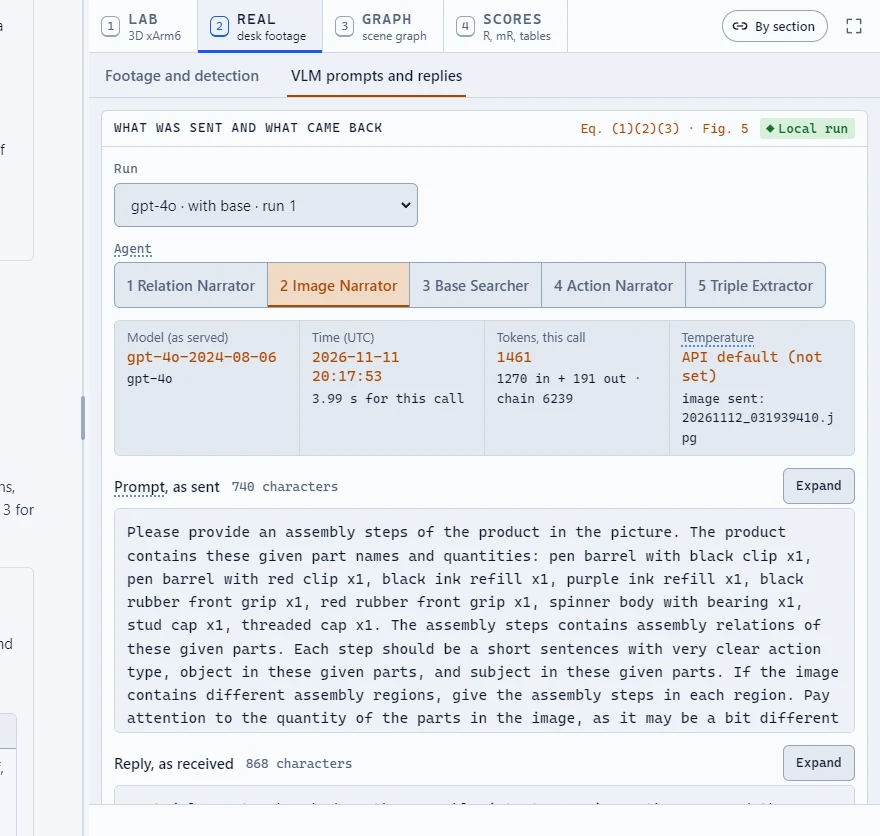 1 LAB 3D xArm6
2 REAL desk footage
3 GRAPH scene graph
4 SCORES R, mR, tables
By section
Footage and detection
VLM prompts and replies
WHAT WAS SENT AND WHAT CAME BACK
Eq. (1)(2)(3) · Fig. 5
Local run
Run
gpt-4o · with base · run 1
Agent
1 Relation Narrator
2 Image Narrator
3 Base Searcher
4 Action Narrator
5 Triple Extractor
Model (as served)
gpt-4o-2024-08-06
gpt-4o
Time (UTC)
2026-11-11
20:17:53
3.99 s for this call
Tokens, this call
1461
1270 in + 191 out ·
chain 6239
Temperature
API default (not
set)
image sent:
20261112_031939410.j
pg
Prompt, as sent 740 characters
Expand
Please provide an assembly steps of the product in the picture. The product
contains these given part names and quantities: pen barrel with black clip x1,
pen barrel with red clip x1, black ink refill x1, purple ink refill x1, black
rubber front grip x1, red rubber front grip x1, spinner body with bearing x1,
stud cap x1, threaded cap x1. The assembly steps contains assembly relations of
these given parts. Each step should be a short sentences with very clear action
type, object in these given parts, and subject in these given parts. If the image
contains different assembly regions, give the assembly steps in each region. Pay
attention to the quantity of the parts in the image, as it may be a bit different
Reply, as received 868 characters
Expand
3 for